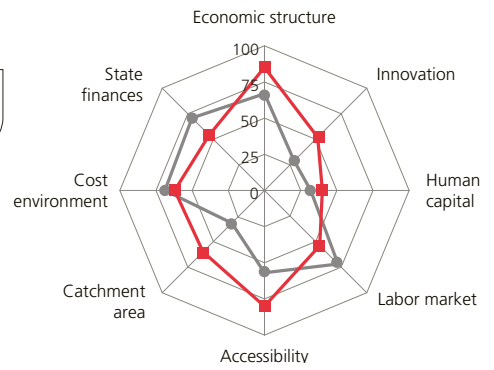 Economic structure
100
State
finances
Innovation
75
50
25
Cost
environment
0
Human
capital
Catchment
area
Labor market
Accessibility